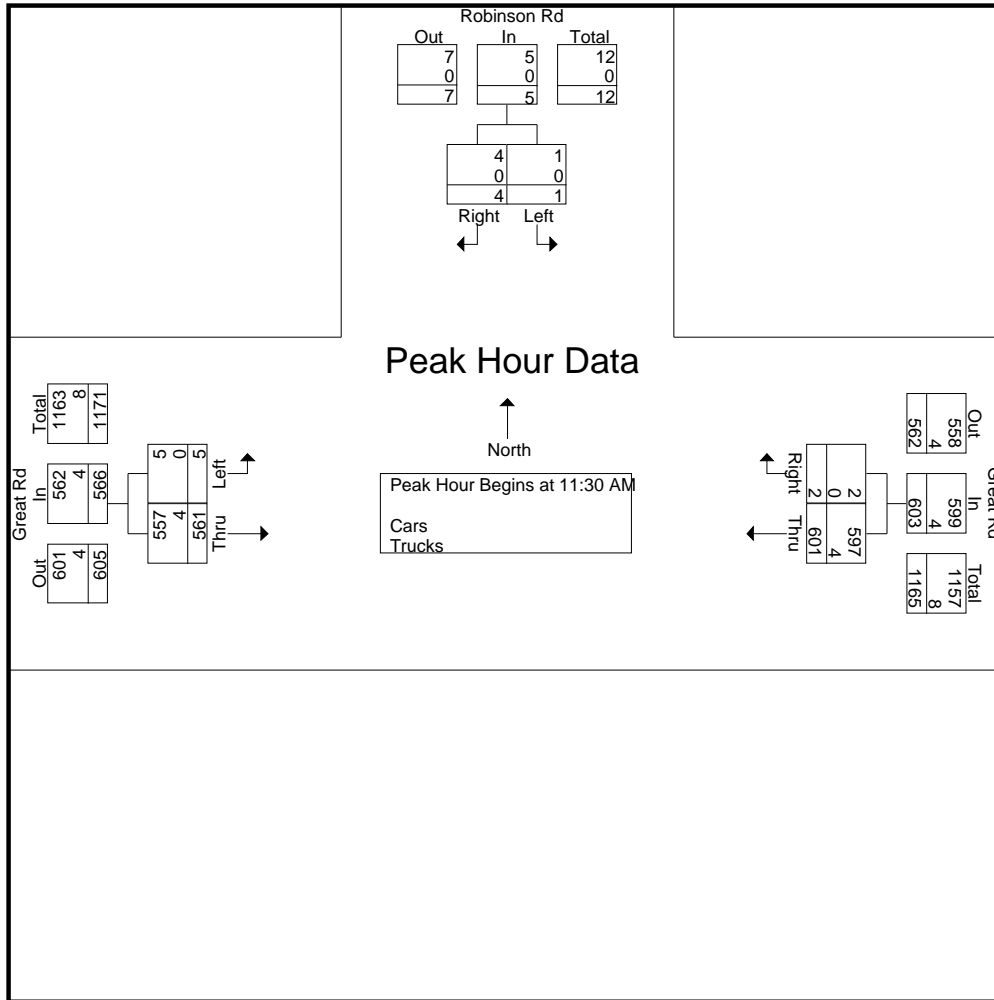 Robinson Rd
Out In Total
7 5 12
0 0 0
7 5 12
4 1
0 0
4 1
Right Left
Peak Hour Data
North
Peak Hour Begins at 11:30 AM
Cars
Trucks
Great Rd
Total In Out
1163 562 601
8 4 4
1171 566 605
5 557
0 4
5 561
Left Thru
Great Rd
Out In Total
558 599 1157
4 4 8
562 603 1165
2 597
0 4
2 601
Right Thru